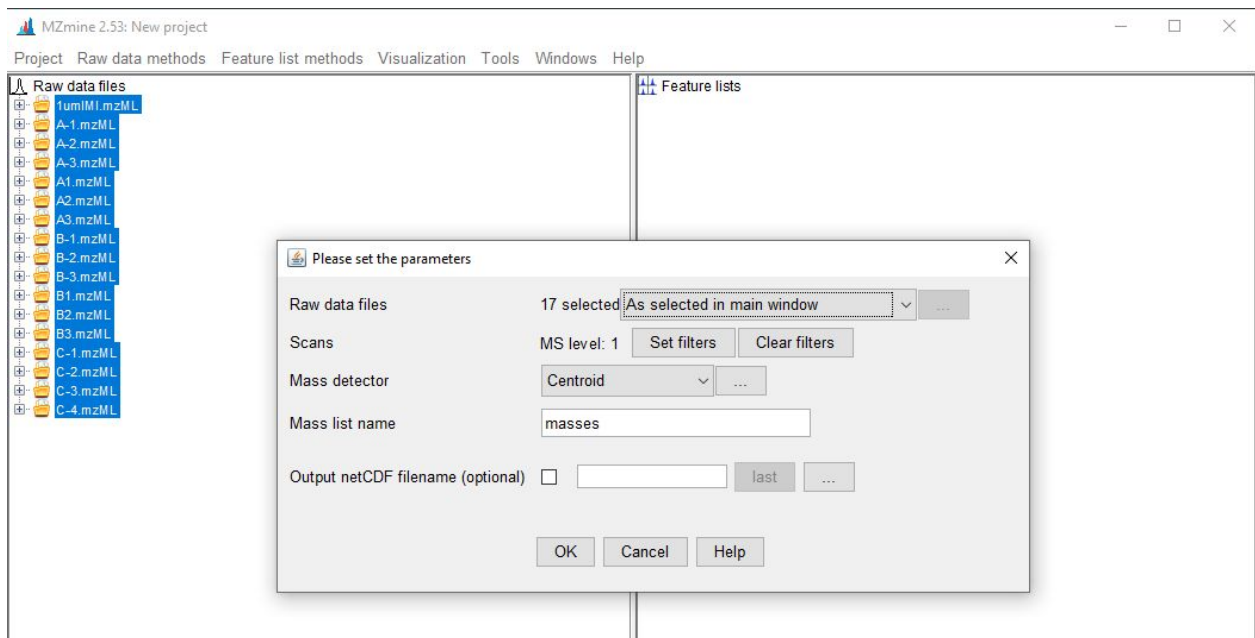 MZmine 2.53: New project
Project Raw data methods Feature list methods Visualization Tools Windows Help
Raw data files
1umIMI.mzML
A-1.mzML
A-2.mzML
A-3.mzML
A1.mzML
A2.mzML
A3.mzML
B-1.mzML
B-2.mzML
B-3.mzML
B1.mzML
B2.mzML
B3.mzML
C-1.mzML
C-2.mzML
C-3.mzML
C-4.mzML
Feature lists
Please set the parameters
Raw data files 17 selected As selected in main window ...
Scans MS level: 1 Set filters Clear filters
Mass detector Centroid ...
Mass list name masses
Output netCDF filename (optional) last ...
OK Cancel Help